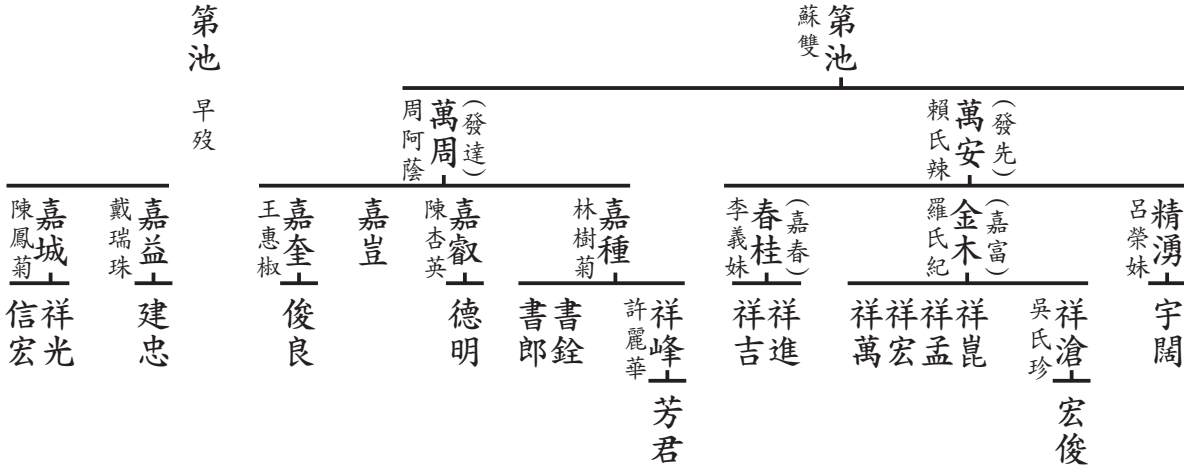 第池
蘇雙
第池
早歿
萬安
(發先)
賴氏辣
萬周
(發達)
周阿蔭
精湧
呂榮妹
金木
(嘉富)
羅氏紀
春桂
(嘉春)
李義妹
嘉種
林樹菊
嘉叡
陳杏英
嘉豈
嘉奎
王惠椒
嘉益
戴瑞珠
嘉城
陳鳳菊
宇闊
祥滄
吳氏珍
祥崑
祥孟
祥宏
祥萬
祥進
祥吉
祥峰
許麗華
書銓
書郎
德明
俊良
建忠
祥光
信宏
宏俊
芳君